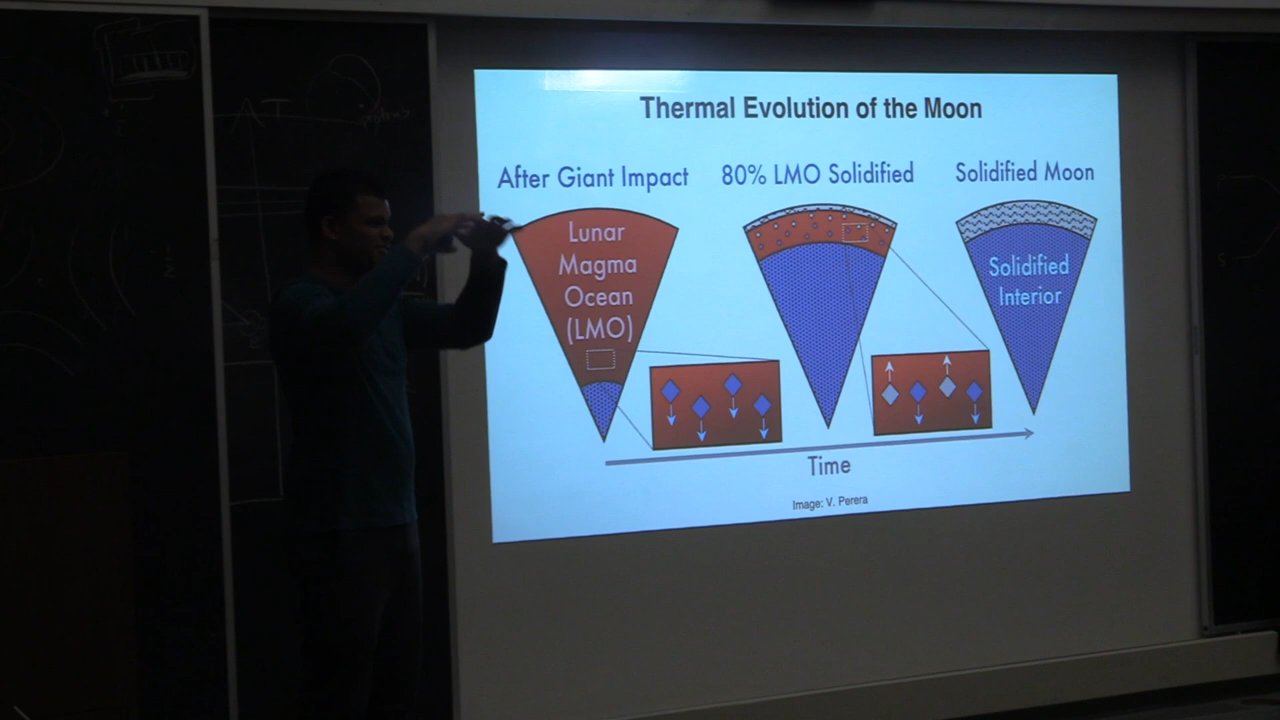 Thermal Evolution of the Moon
After Giant Impact
80% LMO Solidified
Solidified Moon
Lunar
Magma
Ocean
(LMO)
Solidified
Interior
Time
Image: V. Perera
T